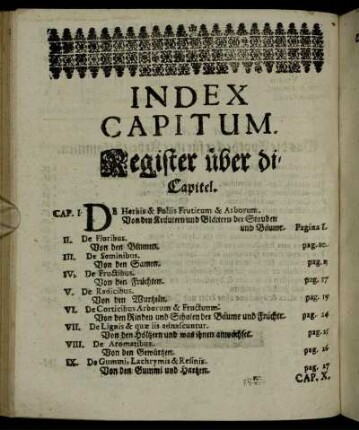 INDEX
CAPITUM.
Register über di-
Capitel.
CAP. I. DE Herbis & Foliis Fruticum & Arborum.
Von den Kräutern und Blättern der Stauden
und Bäume. Pagina 1.
II. De Floribus.
Von den Blumen. pag.
III. De Seminibus.
Von den Samen. pag.
IV. De Fructibus.
Von den Früchten. pag. 17
V. De Radicibus.
Von den Wurtzeln. pag. 19
VI. De Corticibus Arborum & Fructuum.
Von den Rinden und Schalen der Bäume und Früchte. pag. 24
VII. De Lignis & quæ iis
Von den Höltzern und was ihnen anwächset. pag. 25
VIII. De Aromatibus.
Von den Gewürtzen. pag. 26
IX. De Gummi, Lachrymis & Resinis.
Von den Gummi und Hartzen. pag. 27
CAP. X.